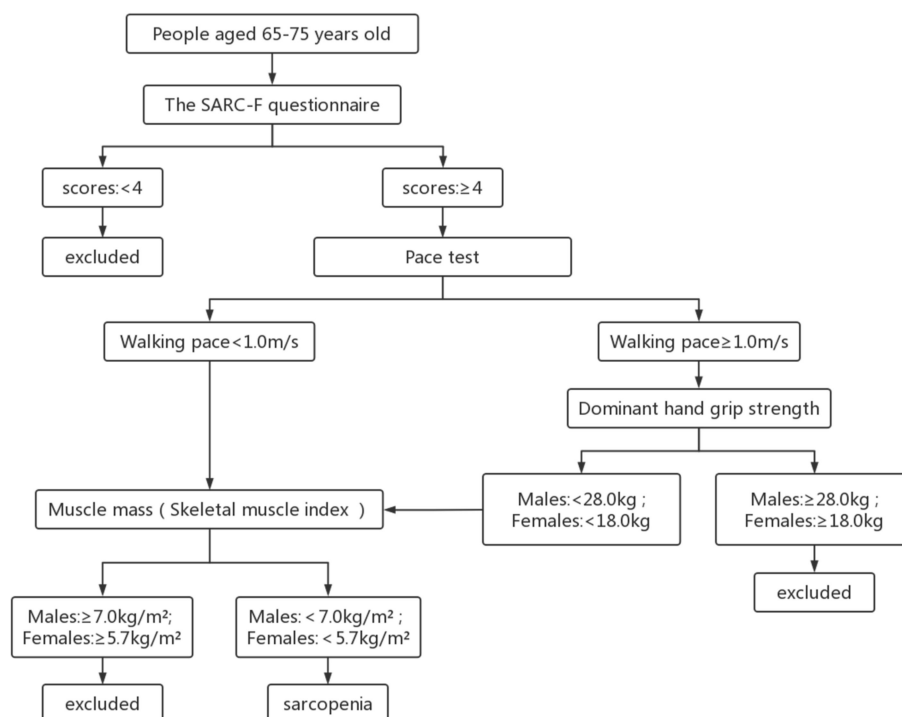 People aged 65-75 years old
The SARC-F questionnaire
scores:<4
scores:≥4
excluded
Pace test
Walking pace<1.0m/s
Walking pace≥1.0m/s
Dominant hand grip strength
Muscle mass ( Skeletal muscle index )
Males:<28.0kg ;
Females:<18.0kg
Males:≥28.0kg ;
Females:≥18.0kg
excluded
Males:≥7.0kg/m²;
Females:≥5.7kg/m²
Males: <7.0kg/m² ;
Females: <5.7kg/m²
excluded
sarcopenia